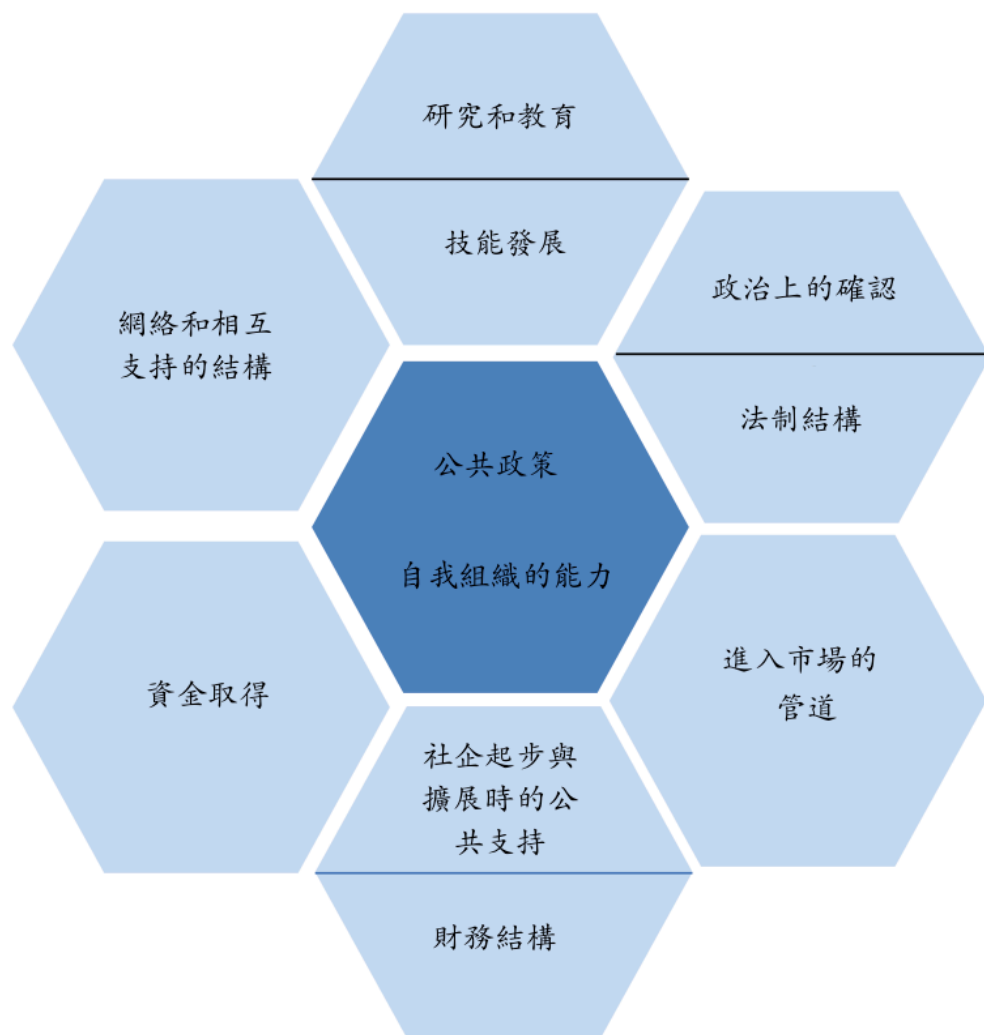 研究和教育
技能發展
政治上的確認
法制結構
網絡和相互
支持的結構
公共政策
自我組織的能力
資金取得
進入市場的
管道
社企起步與
擴展時的公
共支持
財務結構